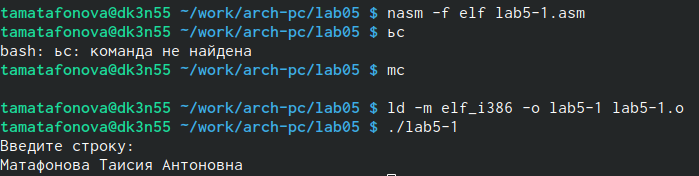 tamatafonova@dk3n55 ~/work/arch-pc/lab05 $ nasm -f elf lab5-1.asm
tamatafonova@dk3n55 ~/work/arch-pc/lab05 $ ьс
bash: ьс: команда не найдена
tamatafonova@dk3n55 ~/work/arch-pc/lab05 $ mc
tamatafonova@dk3n55 ~/work/arch-pc/lab05 $ ld -m elf_i386 -o lab5-1 lab5-1.o
tamatafonova@dk3n55 ~/work/arch-pc/lab05 $ ./lab5-1
Введите строку:
Матафонова Таисия Антоновна